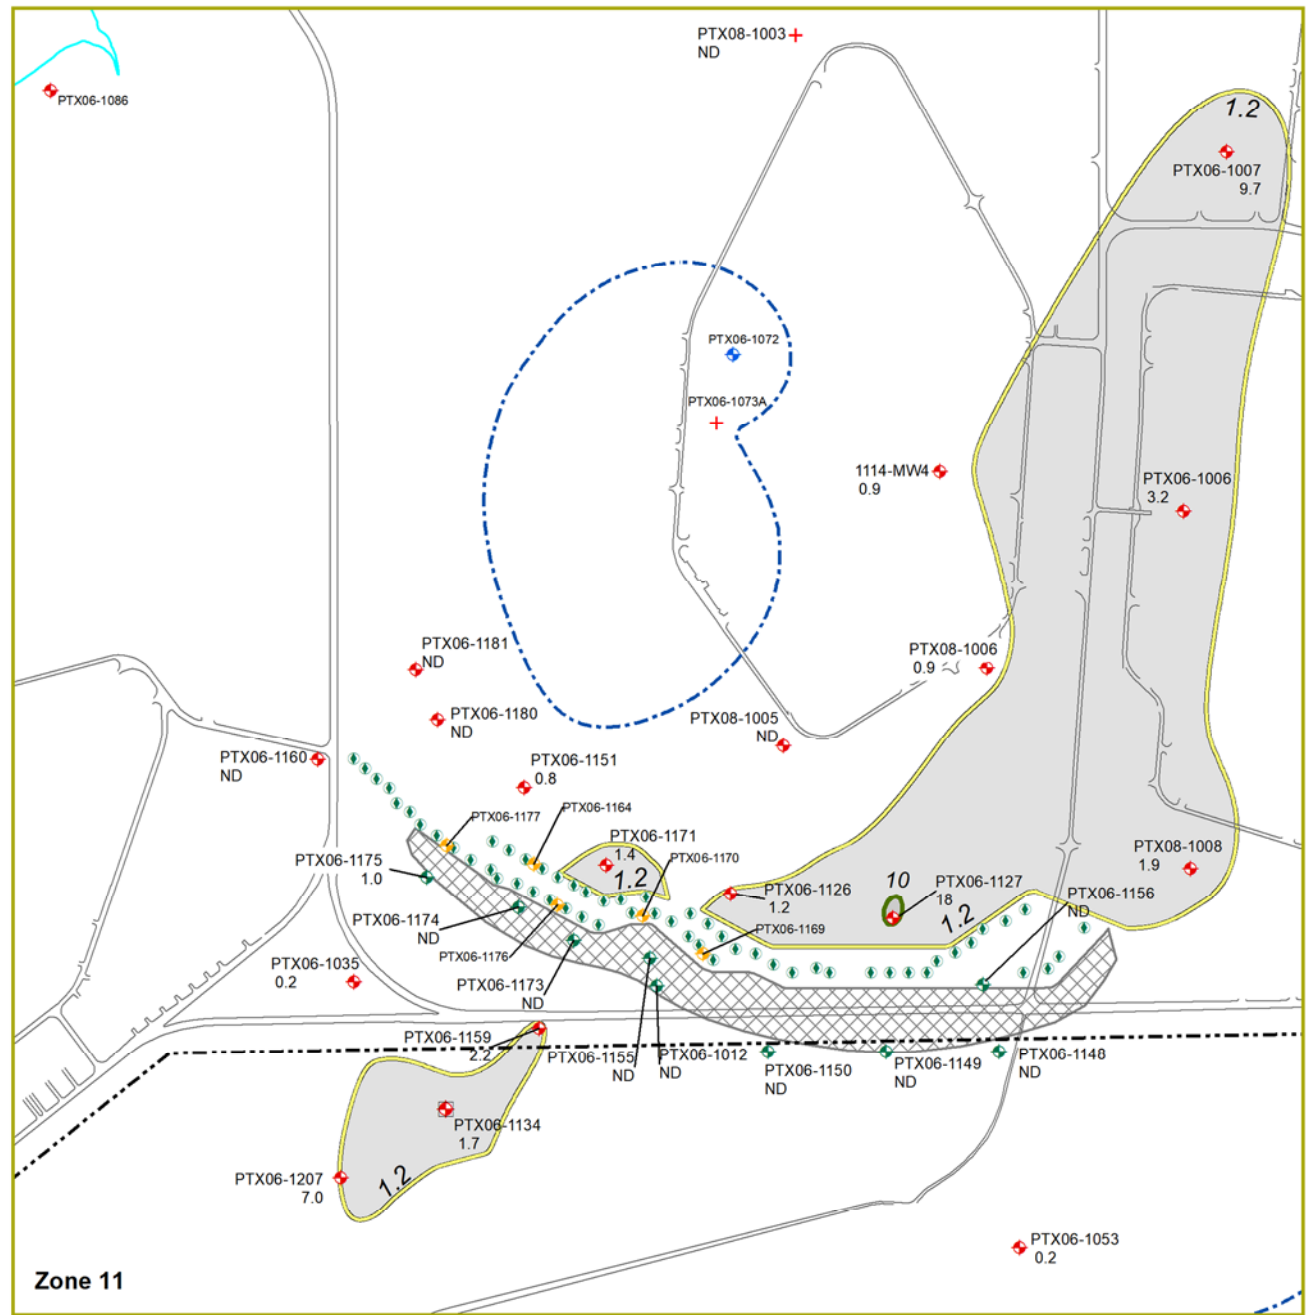 PTX08-1003
ND
PTX06-1086
1.2
PTX06-1007
9.7
PTX06-1072
PTX06-1073A
1114-MW4
0.9
PTX06-1006
3.2
PTX06-1181
ND
PTX08-1006
0.9
PTX06-1180
ND
PTX08-1005
ND
PTX06-1160
ND
PTX06-1151
0.8
PTX06-1177
PTX06-1164
PTX06-1171
1.4
PTX06-1170
1.2
PTX06-1175
1.0
PTX08-1008
1.9
PTX06-1126
1.2
10
PTX06-1127
18
PTX06-1156
ND
1.2
PTX06-1174
ND
PTX06-1169
PTX06-1176
PTX06-1035
0.2
PTX06-1173
ND
PTX06-1159
2.2
PTX06-1155
ND
PTX06-1012
ND
PTX06-1150
ND
PTX06-1149
ND
PTX06-1148
ND
PTX06-1134
1.7
PTX06-1207
7.0
1.2
PTX06-1053
0.2
Zone 11